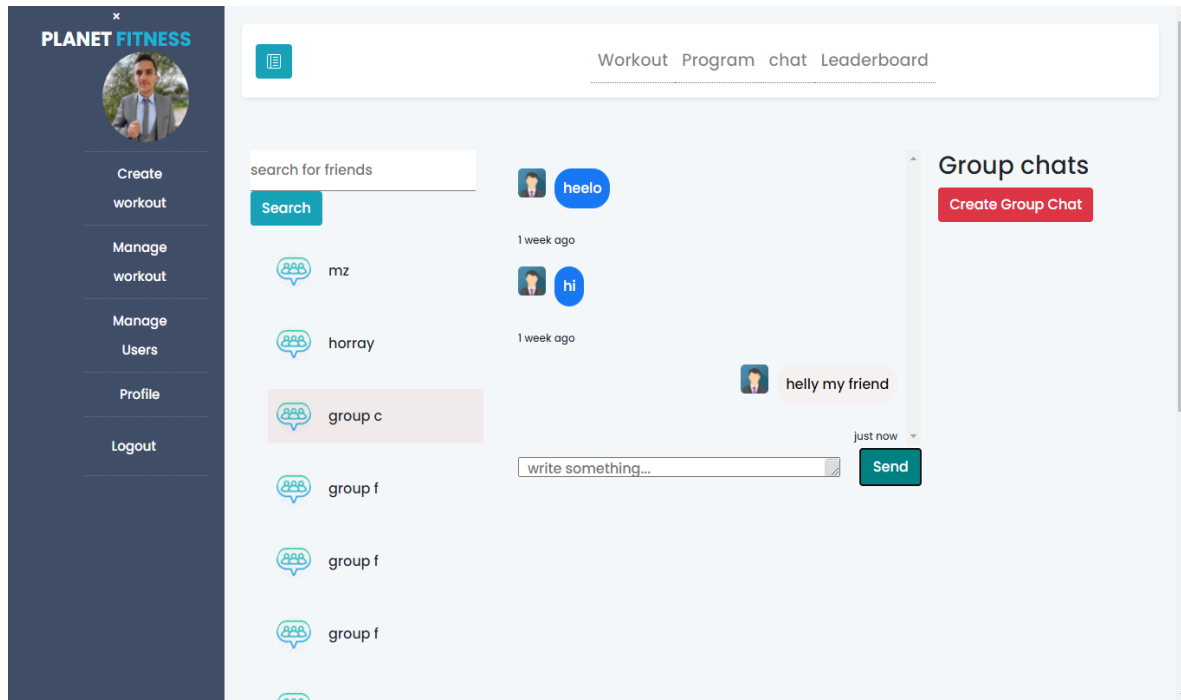 ×
PLANET FITNESS
Create
workout
Manage
workout
Manage
Users
Profile
Logout
Workout Program chat Leaderboard
search for friends
Search
mz
horray
group c
group f
group f
group f
heelo
1 week ago
hi
1 week ago
helly my friend
just now
write something...
Send
Group chats
Create Group Chat